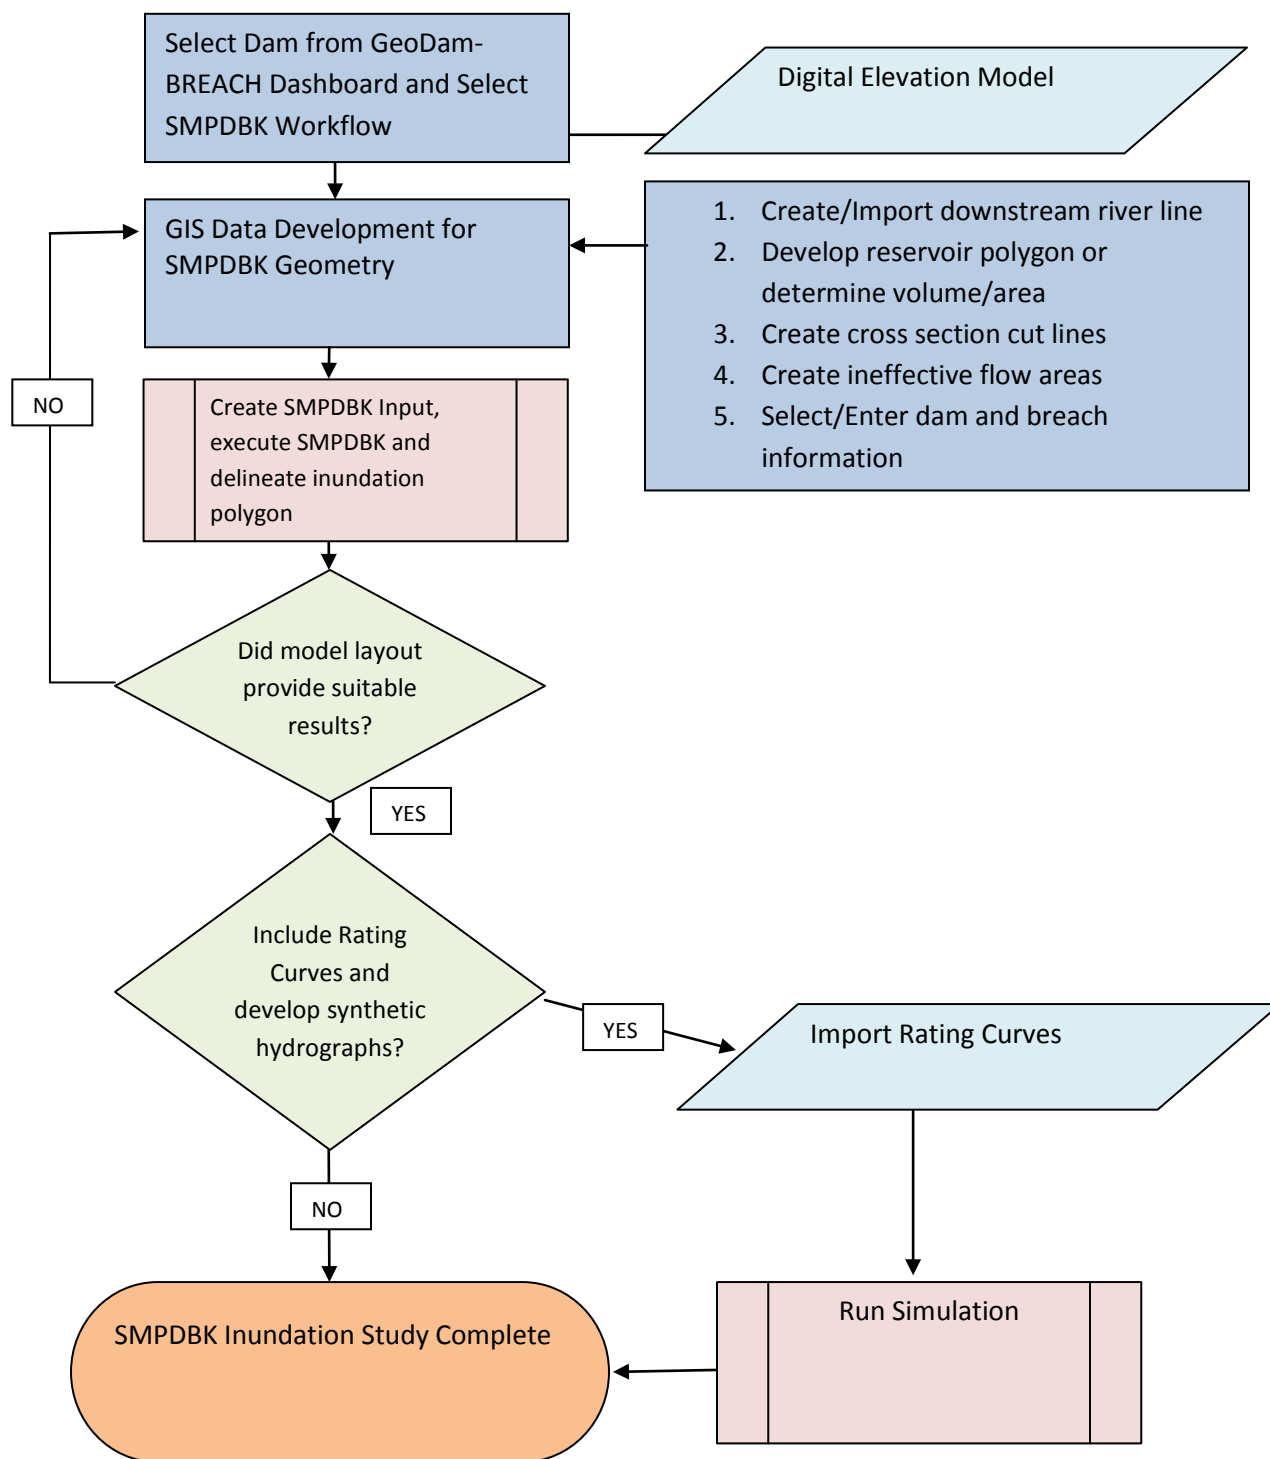 Select Dam from GeoDam-
BREACH Dashboard and Select
SMPDBK Workflow
Digital Elevation Model
GIS Data Development for
SMPDBK Geometry
1. Create/Import downstream river line
2. Develop reservoir polygon or
determine volume/area
3. Create cross section cut lines
4. Create ineffective flow areas
5. Select/Enter dam and breach
information
NO
Create SMPDBK Input,
execute SMPDBK and
delineate inundation
polygon
Did model layout
provide suitable
results?
YES
Include Rating
Curves and
develop synthetic
hydrographs?
YES
Import Rating Curves
NO
SMPDBK Inundation Study Complete
Run Simulation